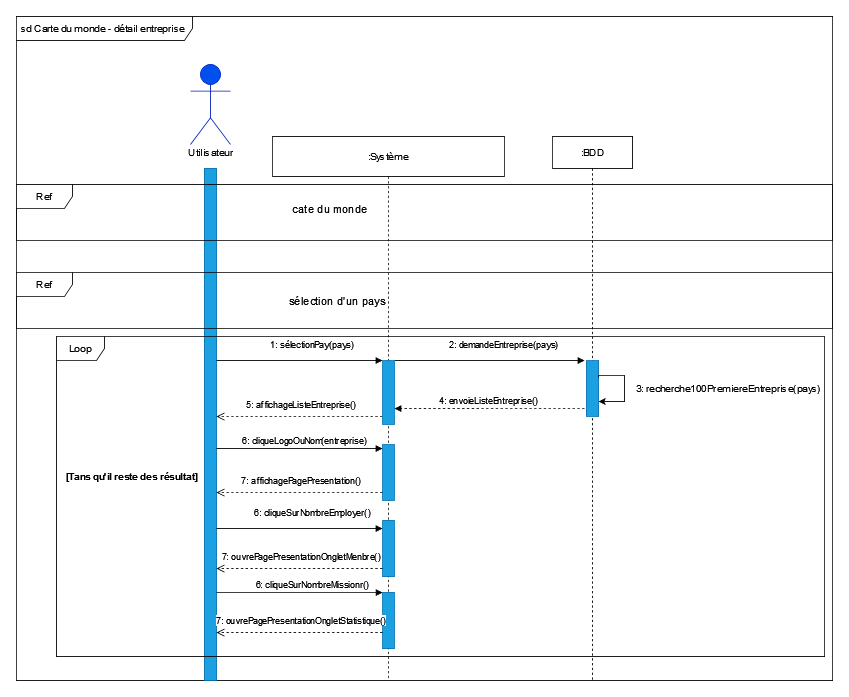 sd Carte du monde - détail entreprise
Utilisateur
:Système
:BDD
Ref
cate du monde
Ref
sélection d'un pays
Loop
1: sélectionPay(pays)
2: demandeEntreprise(pays)
3: recherche100PremiereEntreprise(pays)
4: envoieListeEntreprise()
5: affichageListeEntreprise()
6: cliqueLogoOuNom(entreprise)
[Tans qu'il reste des résultat]
7: affichagePagePresentation()
6: cliqueSurNombreEmployer()
7: ouvrePagePresentationOngletMenbre()
6: cliqueSurNombreMissionr()
7: ouvrePagePresentationOngletStatistique()